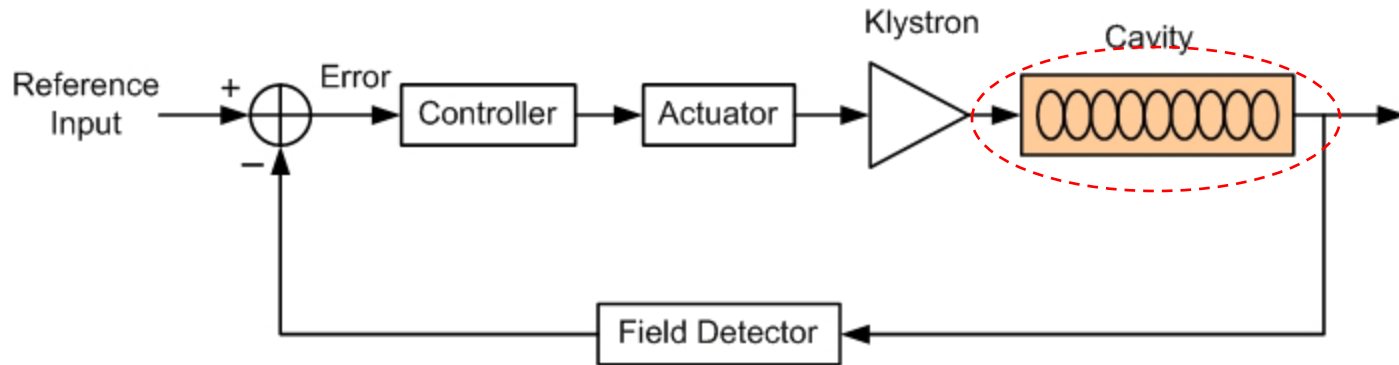 Klystron
Cavity
Reference
Input
+
Error
Controller
Actuator
−
Field Detector